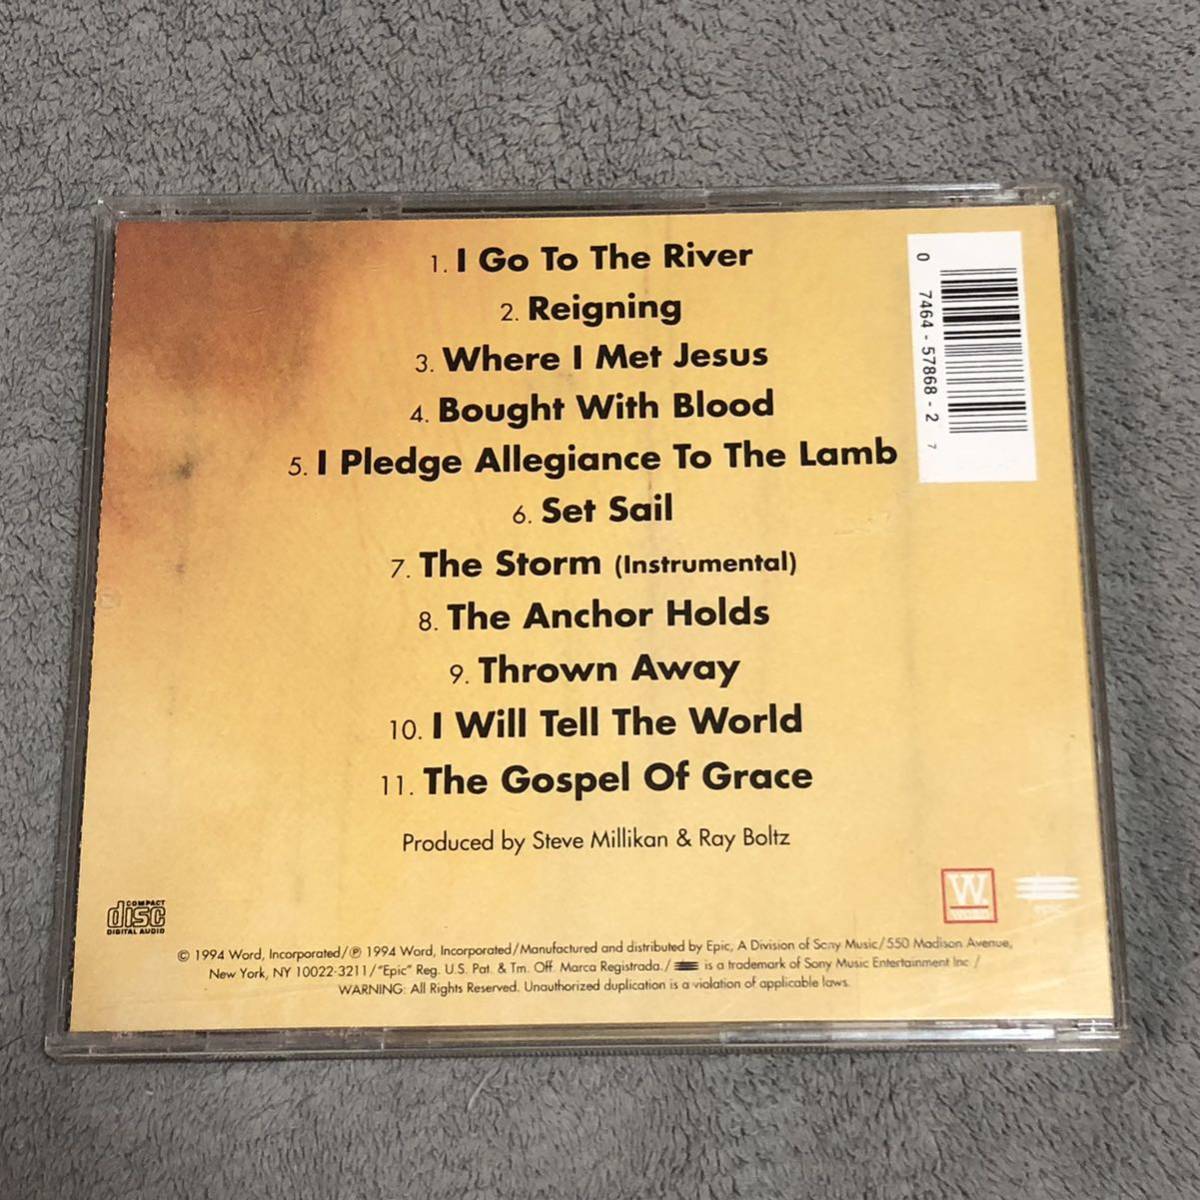 1. I Go To The River
2. Reigning
3. Where I Met Jesus
4. Bought With Blood
5. I Pledge Allegiance To The Lamb
6. Set Sail
7. The Storm (Instrumental)
8. The Anchor Holds
9. Thrown Away
10. I Will Tell The World
11. The Gospel Of Grace
Produced by Steve Millikan & Ray Boltz
0 7464-57868-2 7
COMPACT
disc
DIGITAL AUDIO
W.
WORD
© 1994 Word, Incorporated/℗ 1994 Word, Incorporated/Manufactured and distributed by Epic, A Division of Sony Music/550 Madison Avenue,
New York, NY 10022-3211/"Epic" Reg. U.S. Pat. & Tm. Off. Marca Registrada./ is a trademark of Sony Music Entertainment Inc./
WARNING: All Rights Reserved. Unauthorized duplication is a violation of applicable laws.